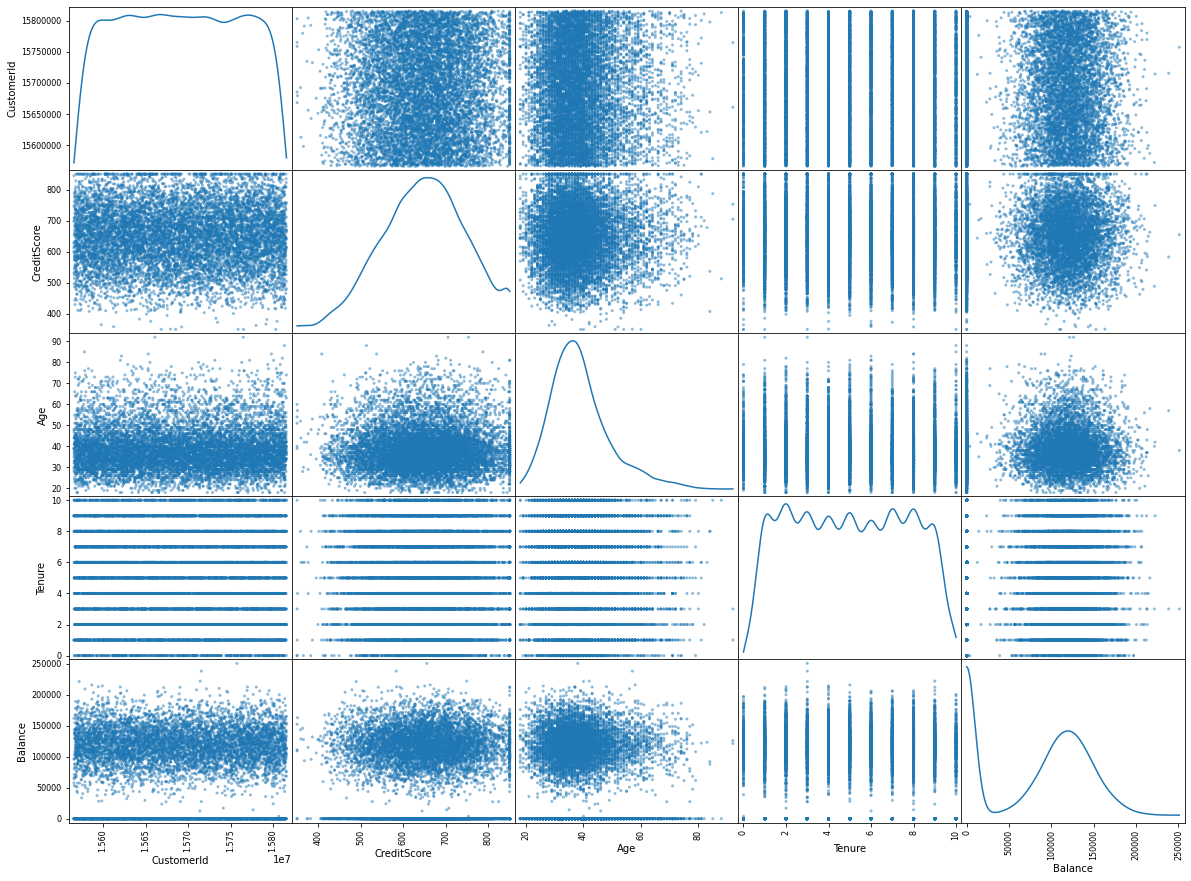 15800000
15750000
15700000
15650000
15600000
CustomerId
800
700
600
500
400
CreditScore
90
80
70
60
50
40
30
20
Age
10
8
6
4
2
0
Tenure
250000
200000
150000
100000
50000
0
Balance
1.560 1.565 1.570 1.575 1.580
1e7
CustomerId
400 500 600 700 800
CreditScore
20 40 60 80
Age
0 2 4 6 8 10
Tenure
0 50000 100000 150000 200000 250000
Balance